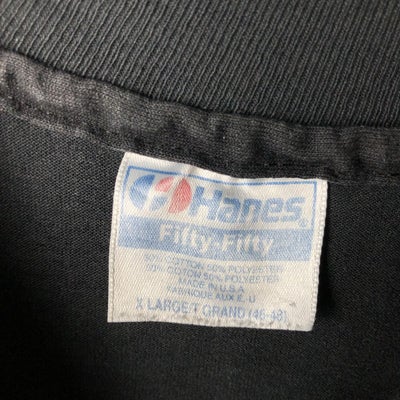 Hanes®
Fifty-Fifty
50% COTTON 50% POLYESTER
50% COTON 50% POLYESTER
MADE IN U.S.A
FABRIQUE AUX E. U
X LARGE T GRAND (46-48)